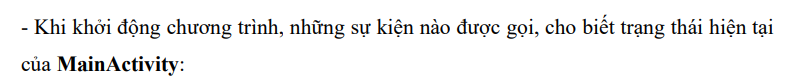 - Khi khởi động chương trình, những sự kiện nào được gọi, cho biết trạng thái hiện tại
của MainActivity: